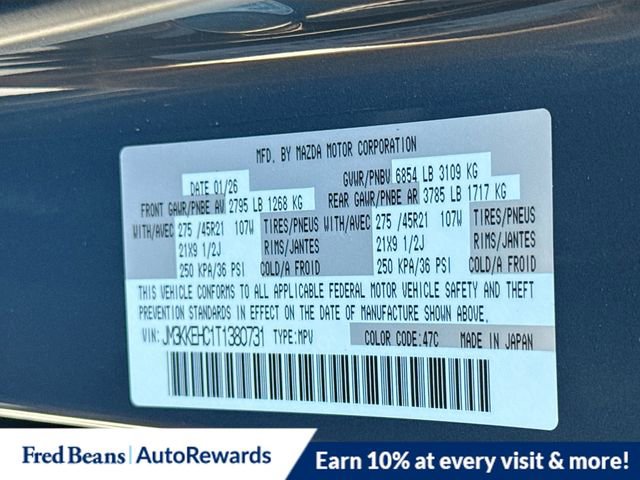 MFD. BY MAZDA MOTOR CORPORATION
DATE 01/26 GVWR/PNBV 6854 LB 3109 KG
FRONT GAWR/PNBE AV 2795 LB 1268 KG REAR GAWR/PNBE AR 3785 LB 1717 KG
WITH/AVEC 275 /45R21 107W TIRES/PNEUS WITH/AVEC 275 /45R21 107W TIRES/PNEUS
21X9 1/2J RIMS/JANTES 21X9 1/2J RIMS/JANTES
250 KPA/36 PSI COLD/A FROID 250 KPA/36 PSI COLD/A FROID
THIS VEHICLE CONFORMS TO ALL APPLICABLE FEDERAL MOTOR VEHICLE SAFETY AND THEFT
PREVENTION STANDARDS IN EFFECT ON THE DATE OF MANUFACTURE SHOWN ABOVE.
VIN: JM3KKEHC1T1380731 TYPE: MPV COLOR CODE: 47C MADE IN JAPAN
Fred Beans | AutoRewards Earn 10% at every visit & more!